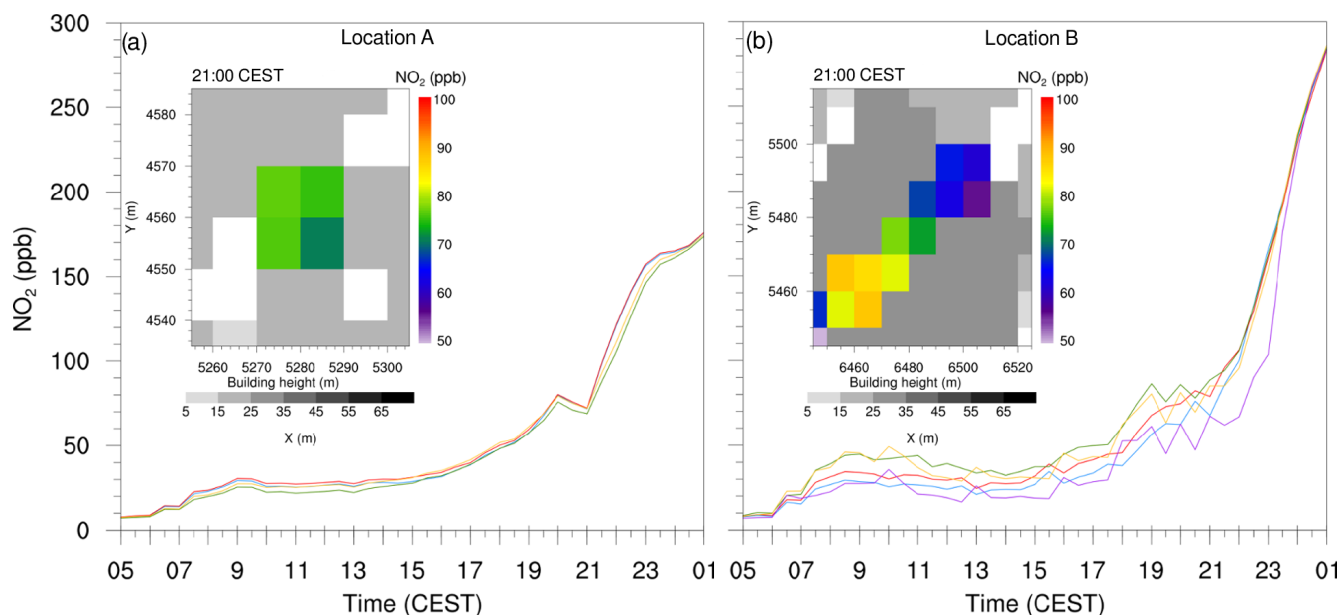 300
250
200
150
100
50
0
NO2 (ppb)
(a)
Location A
21:00 CEST
NO2 (ppb)
4580
4570
4560
4550
4540
Y (m)
100
90
80
70
60
50
5260 5270 5280 5290 5300
Building height (m)
5 15 25 35 45 55 65
X (m)
05 07 9 11 13 15 17 19 21 23 01
Time (CEST)
(b)
Location B
21:00 CEST
NO2 (ppb)
5500
5480
5460
Y (m)
100
90
80
70
60
50
6460 6480 6500 6520
Building height (m)
5 15 25 35 45 55 65
X (m)
05 07 9 11 13 15 17 19 21 23 01
Time (CEST)